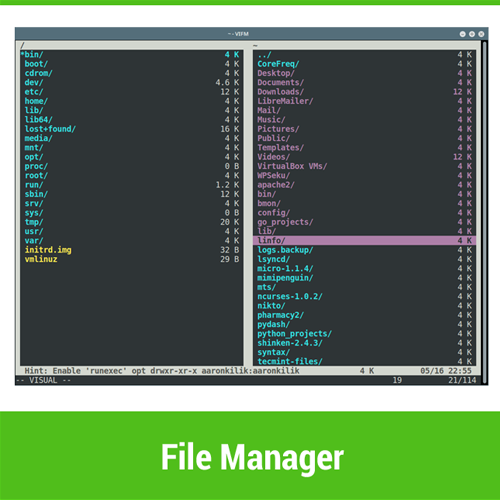 ~ - VIFM
/
*bin/ 4 K
boot/ 4 K
cdrom/ 4 K
dev/ 4.6 K
etc/ 12 K
home/ 4 K
lib/ 4 K
lib64/ 4 K
lost+found/ 16 K
media/ 4 K
mnt/ 4 K
opt/ 4 K
proc/ 0 B
root/ 4 K
run/ 1.2 K
sbin/ 12 K
srv/ 4 K
sys/ 0 B
tmp/ 20 K
usr/ 4 K
var/ 4 K
initrd.img 32 B
vmlinuz 29 B
~
../ 4 K
CoreFreq/ 4 K
Desktop/ 4 K
Documents/ 4 K
Downloads/ 12 K
LibreMailer/ 4 K
Mail/ 4 K
Music/ 4 K
Pictures/ 4 K
Public/ 4 K
Templates/ 4 K
Videos/ 12 K
VirtualBox VMs/ 4 K
WPSeku/ 4 K
apache2/ 4 K
bin/ 4 K
bmon/ 4 K
config/ 4 K
go_projects/ 4 K
lib/ 4 K
linfo/ 4 K
logs.backup/ 4 K
lsyncd/ 4 K
micro-1.1.4/ 4 K
mimipenguin/ 4 K
mts/ 4 K
ncurses-1.0.2/ 4 K
nikto/ 4 K
pharmacy2/ 4 K
pydash/ 4 K
python_projects/ 4 K
shinken-2.4.3/ 4 K
syntax/ 4 K
tecmint-files/ 4 K
Hint: Enable 'runexec' opt drwxr-xr-x aaronkilik:aaronkilik 4 K 05/16 22:55
-- VISUAL -- 19 21/114
File Manager